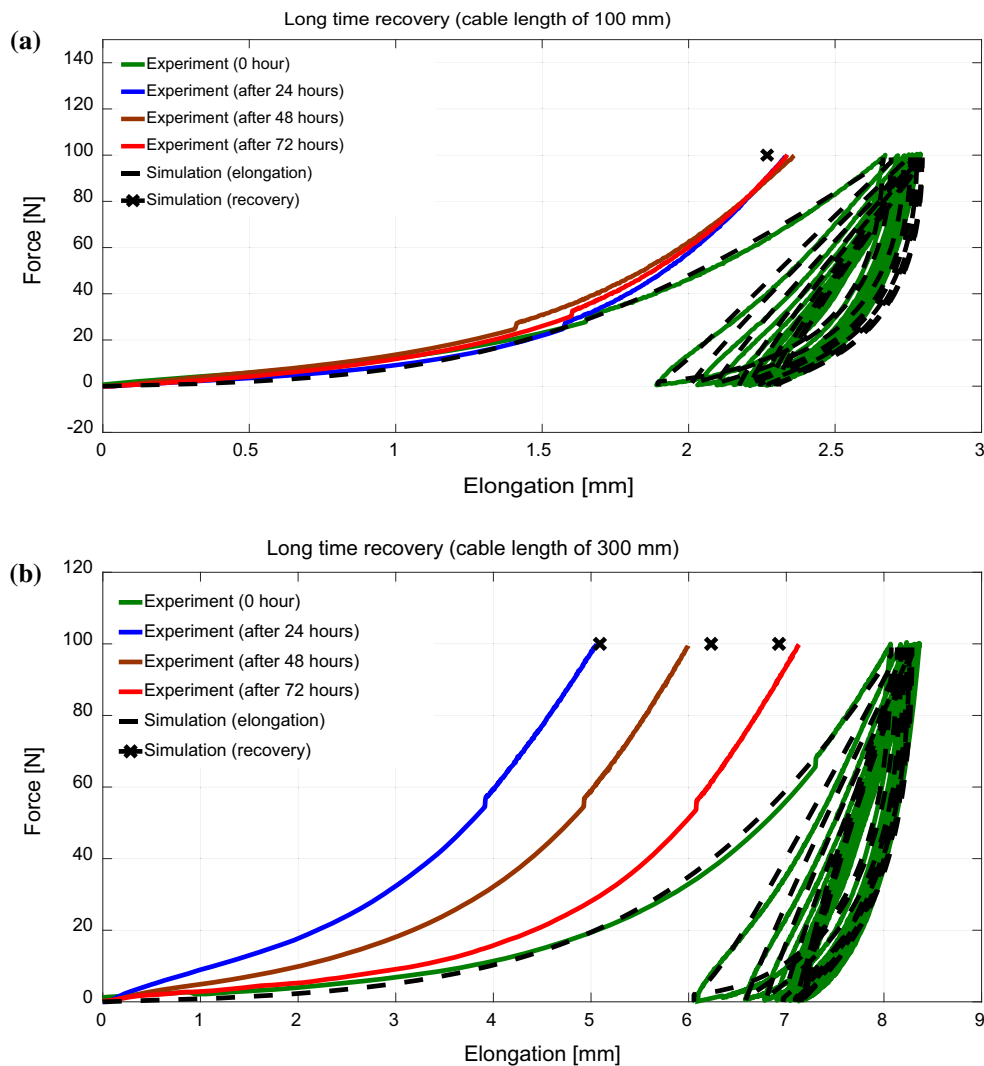 Long time recovery (cable length of 100 mm)
(a)
140
120
100
80
60
40
20
0
-20
Force [N]
Experiment (0 hour)
Experiment (after 24 hours)
Experiment (after 48 hours)
Experiment (after 72 hours)
Simulation (elongation)
Simulation (recovery)
0 0.5 1 1.5 2 2.5 3
Elongation [mm]
Long time recovery (cable length of 300 mm)
(b)
120
100
80
60
40
20
0
Force [N]
Experiment (0 hour)
Experiment (after 24 hours)
Experiment (after 48 hours)
Experiment (after 72 hours)
Simulation (elongation)
Simulation (recovery)
0 1 2 3 4 5 6 7 8 9
Elongation [mm]